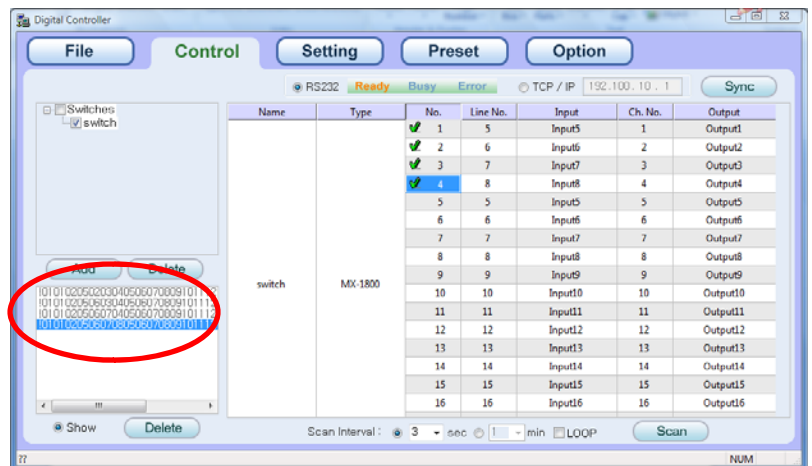 Digital Controller
File Control Setting Preset Option
RS232 Ready Busy Error TCP / IP 192.100.10.1 Sync
Switches
switch
Name Type No. Line No. Input Ch. No. Output
1 5 Input5 1 Output1
2 6 Input6 2 Output2
3 7 Input7 3 Output3
4 8 Input8 4 Output4
5 5 Input5 5 Output5
6 6 Input6 6 Output6
7 7 Input7 7 Output7
8 8 Input8 8 Output8
Add Delete
9 9 Input9 9 Output9
switch MX-1800
10 10 Input10 10 Output10
11 11 Input11 11 Output11
12 12 Input12 12 Output12
13 13 Input13 13 Output13
14 14 Input14 14 Output14
15 15 Input15 15 Output15
16 16 Input16 16 Output16
Show Delete
Scan Interval : 3 sec 1 min LOOP Scan
?? NUM